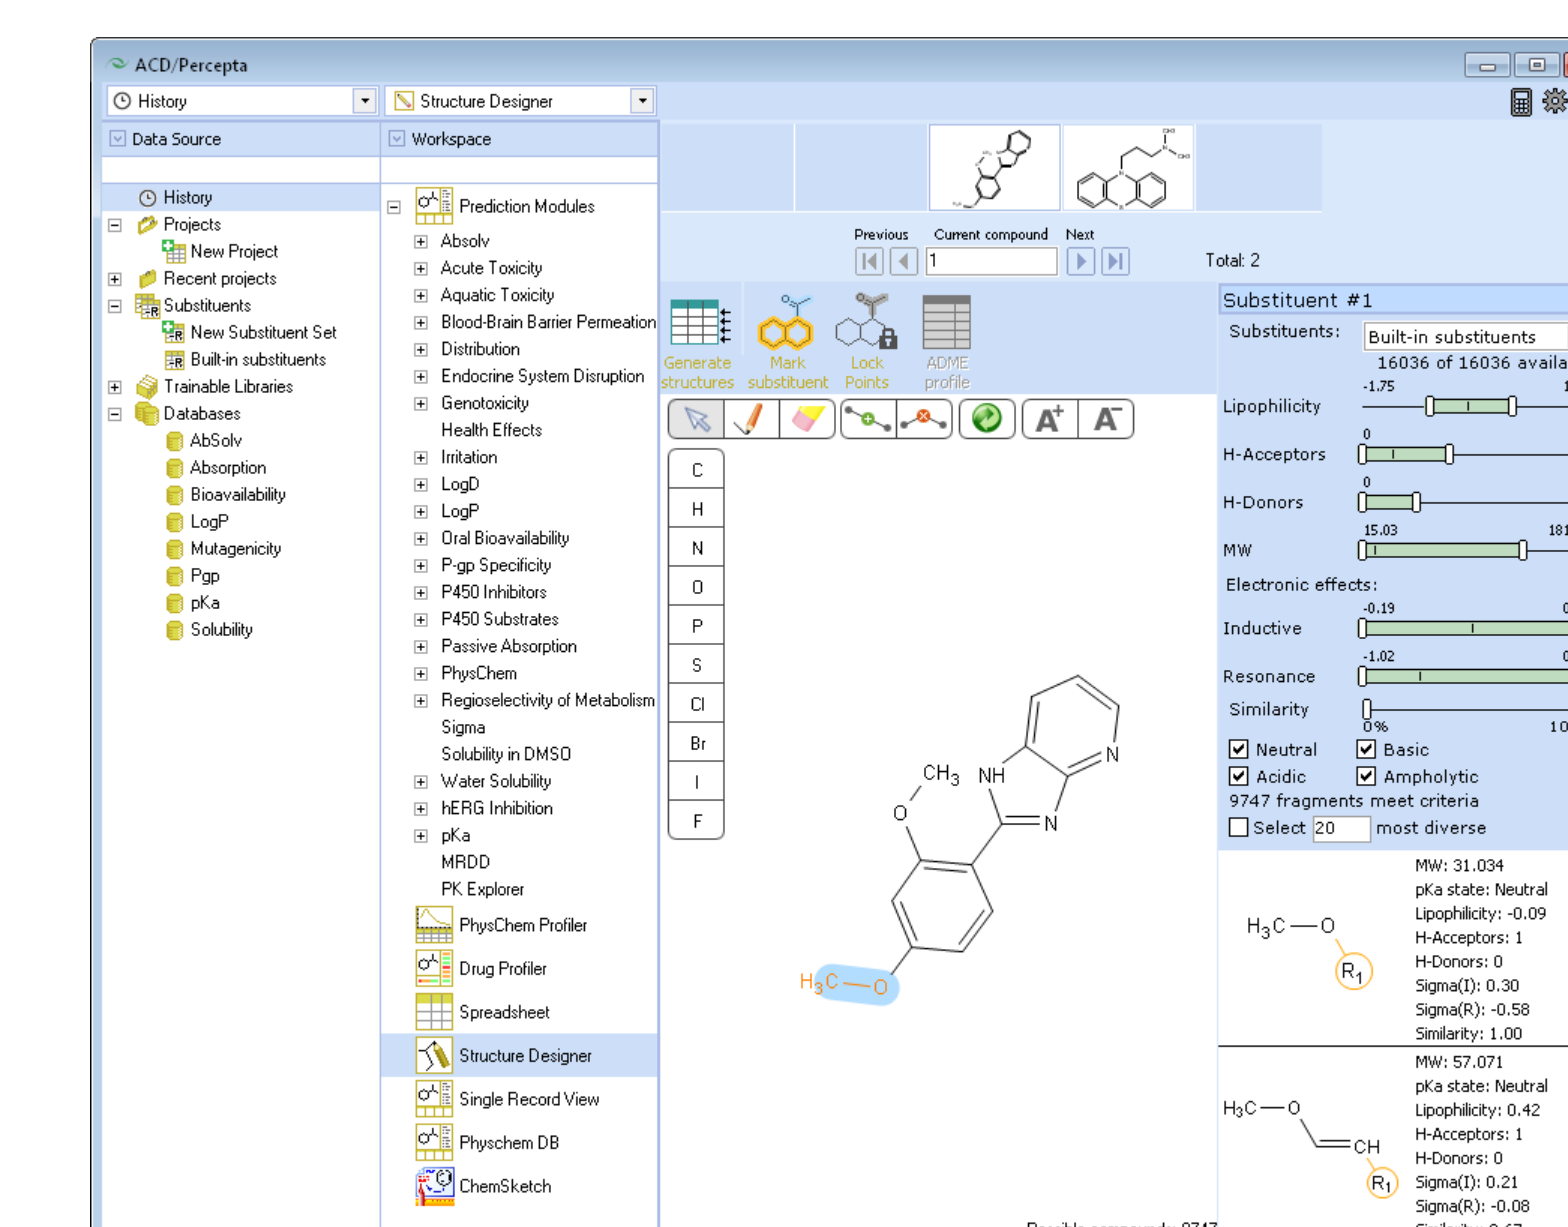 ACD/Percepta
History
Structure Designer
Data Source
Workspace
History
Projects
New Project
Recent projects
Substituents
New Substituent Set
Built-in substituents
Trainable Libraries
Databases
AbSolv
Absorption
Bioavailability
LogP
Mutagenicity
Pgp
pKa
Solubility
Prediction Modules
Absolv
Acute Toxicity
Aquatic Toxicity
Blood-Brain Barrier Permeation
Distribution
Endocrine System Disruption
Genotoxicity
Health Effects
Irritation
LogD
LogP
Oral Bioavailability
P-gp Specificity
P450 Inhibitors
P450 Substrates
Passive Absorption
PhysChem
Regioselectivity of Metabolism
Sigma
Solubility in DMSO
Water Solubility
hERG Inhibition
pKa
MRDD
PK Explorer
PhysChem Profiler
Drug Profiler
Spreadsheet
Structure Designer
Single Record View
Physchem DB
ChemSketch
Previous Current compound Next
1
Total: 2
Generate structures
Mark substituent
Lock Points
ADME profile
A+ A-
C
H
N
O
P
S
Cl
Br
I
F
CH3 NH N
O N
H3C O
Substituent #1
Substituents: Built-in substituents
16036 of 16036 availa
-1.75
Lipophilicity
0
H-Acceptors
0
H-Donors
15.03 181
MW
Electronic effects:
-0.19 0
Inductive
-1.02 0
Resonance
Similarity
0% 10
Neutral Basic
Acidic Ampholytic
9747 fragments meet criteria
Select 20 most diverse
H3C O
R1
MW: 31.034
pKa state: Neutral
Lipophilicity: -0.09
H-Acceptors: 1
H-Donors: 0
Sigma(I): 0.30
Sigma(R): -0.58
Similarity: 1.00
H3C O
CH
R1
MW: 57.071
pKa state: Neutral
Lipophilicity: 0.42
H-Acceptors: 1
H-Donors: 0
Sigma(I): 0.21
Sigma(R): -0.08